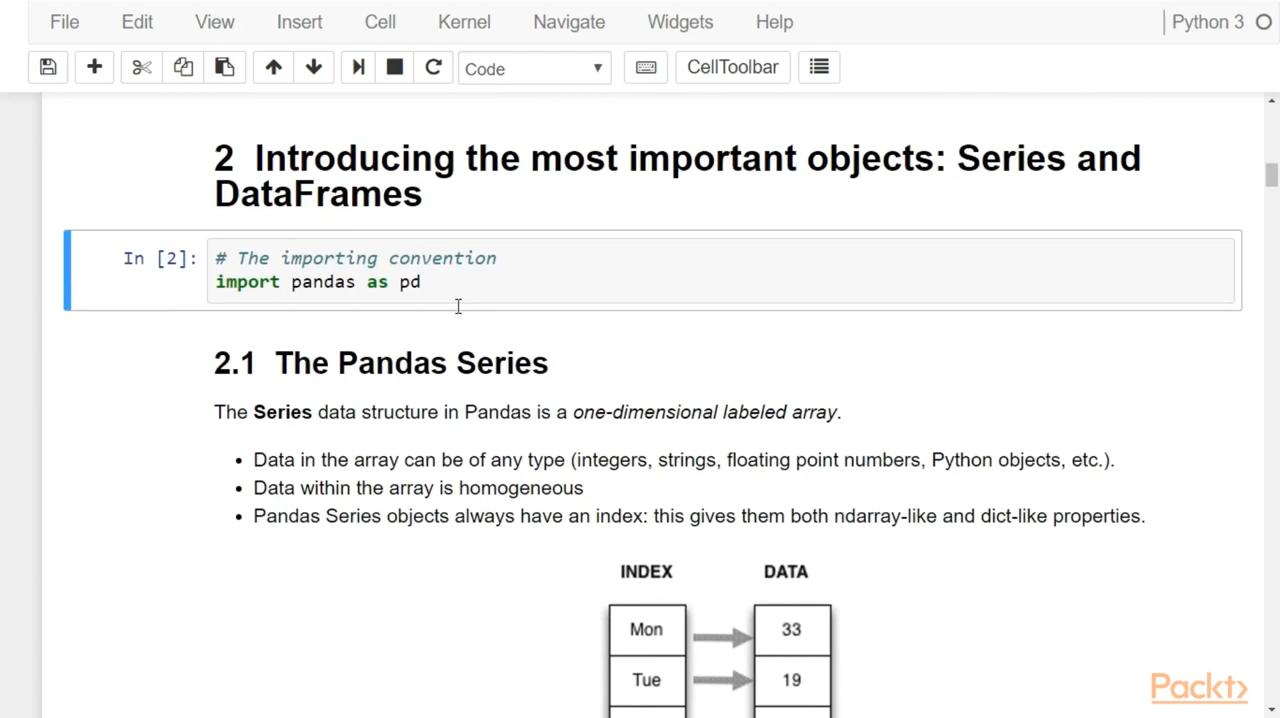 File Edit View Insert Cell Kernel Navigate Widgets Help Python 3
Code CellToolbar
2 Introducing the most important objects: Series and
DataFrames
In [2]: # The importing convention
import pandas as pd
2.1 The Pandas Series
The Series data structure in Pandas is a one-dimensional labeled array.
• Data in the array can be of any type (integers, strings, floating point numbers, Python objects, etc.).
• Data within the array is homogeneous
• Pandas Series objects always have an index: this gives them both ndarray-like and dict-like properties.
INDEX DATA
Mon 33
Tue 19
Packt>